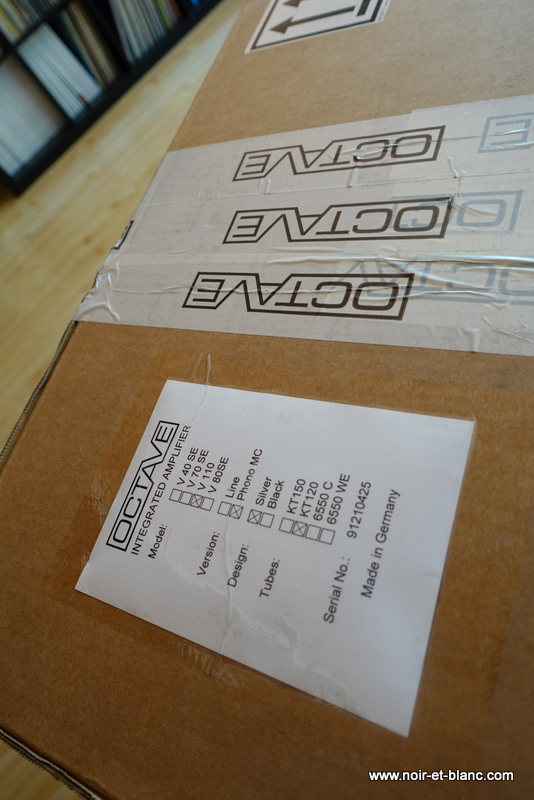 OCTAVE
OCTAVE
OCTAVE
OCTAVE
INTEGRATED AMPLIFIER
Model: ☐ V 40 SE
☐ V 70 SE
☒ V 110
☐ V 80SE
Version: ☐ Line
☒ Phono MC
Design: ☒ Silver
☐ Black
Tubes: ☐ KT150
☒ KT120
☐ 6550 C
☐ 6550 WE
Serial No.: 91210425
Made in Germany
www.noir-et-blanc.com